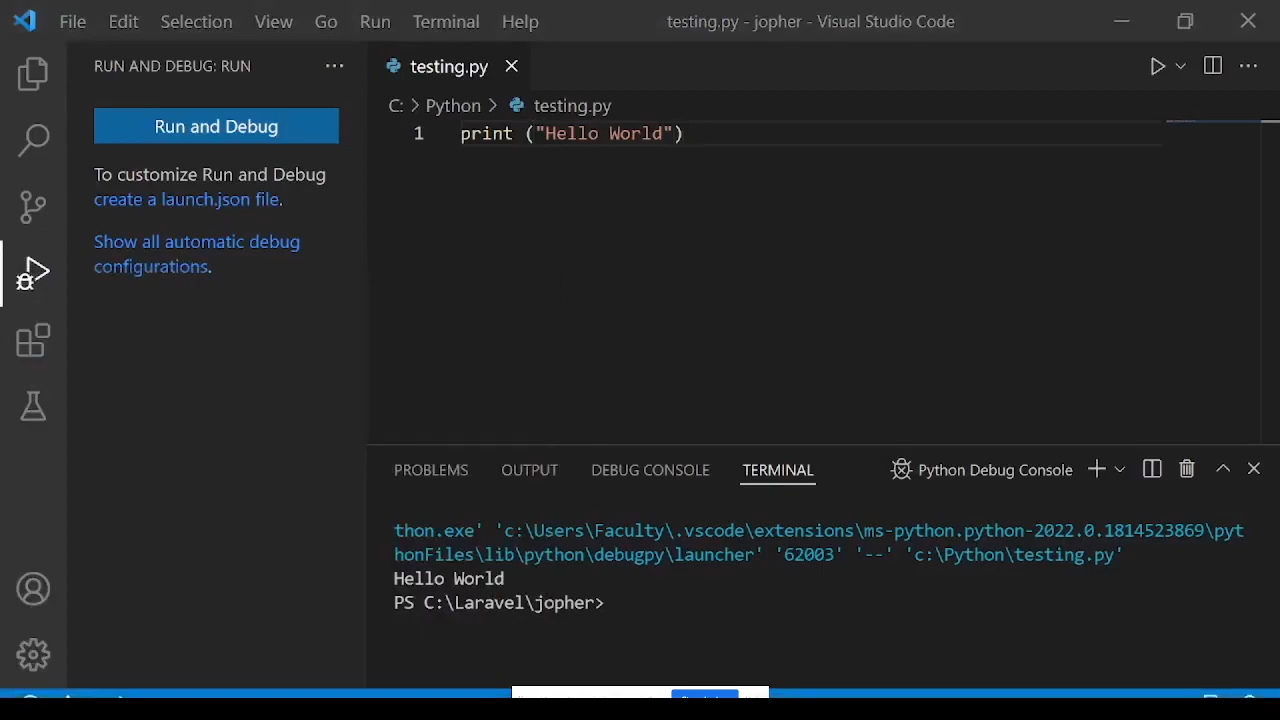 File Edit Selection View Go Run Terminal Help
testing.py - jopher - Visual Studio Code
RUN AND DEBUG: RUN
Run and Debug
To customize Run and Debug
create a launch.json file.
Show all automatic debug
configurations.
testing.py
C: > Python > testing.py
1 print ("Hello World")
PROBLEMS OUTPUT DEBUG CONSOLE TERMINAL Python Debug Console
thon.exe' 'c:\Users\Faculty\.vscode\extensions\ms-python.python-2022.0.1814523869\pyt
honFiles\lib\python\debugpy\launcher' '62003' '--' 'c:\Python\testing.py'
Hello World
PS C:\Laravel\jopher>